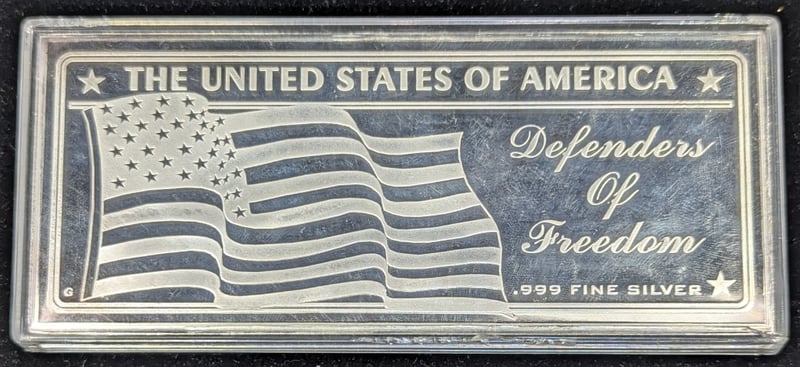 THE UNITED STATES OF AMERICA
Defenders
Of
Freedom
.999 FINE SILVER
G